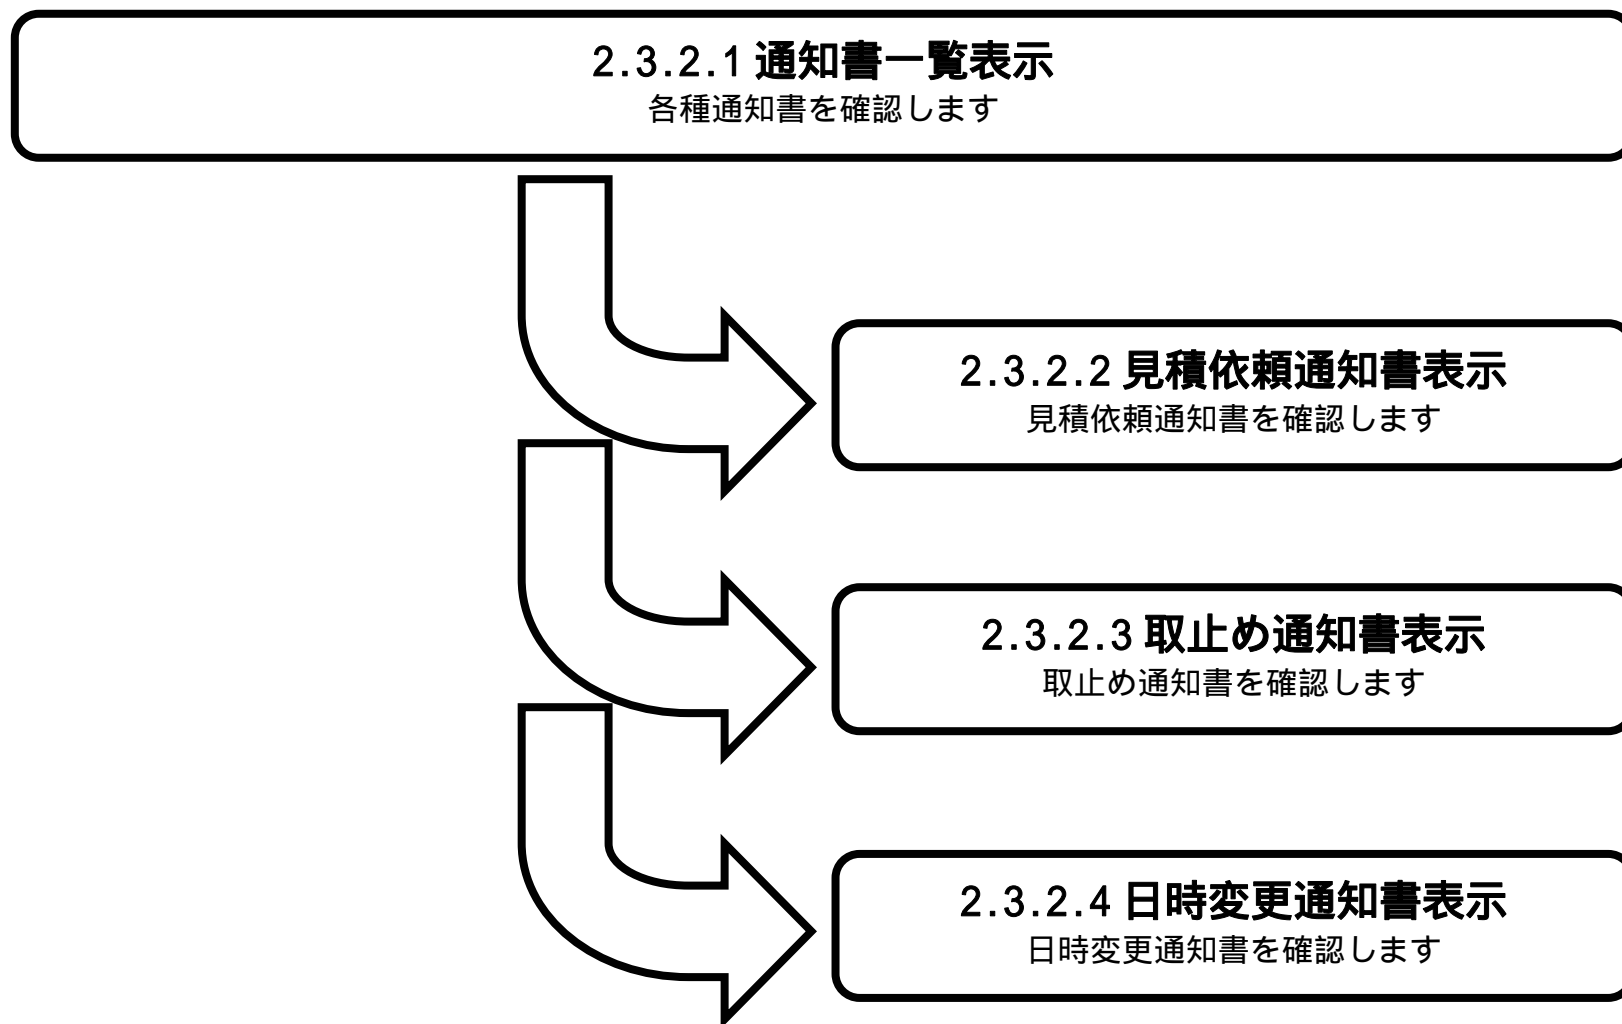 2.3.2.1 通知書一覧表示
各種通知書を確認します
2.3.2.2 見積依頼通知書表示
見積依頼通知書を確認します
2.3.2.3 取止め通知書表示
取止め通知書を確認します
2.3.2.4 日時変更通知書表示
日時変更通知書を確認します